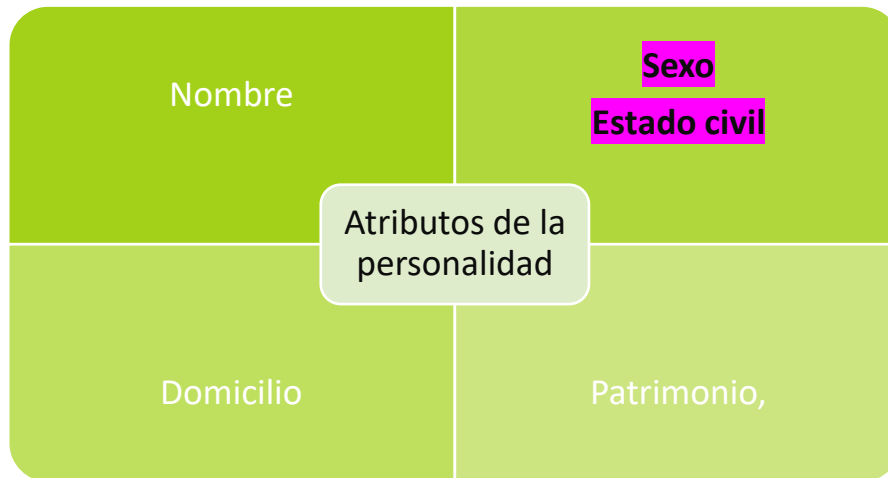 Nombre
Sexo
Estado civil
Atributos de la
personalidad
Domicilio
Patrimonio,